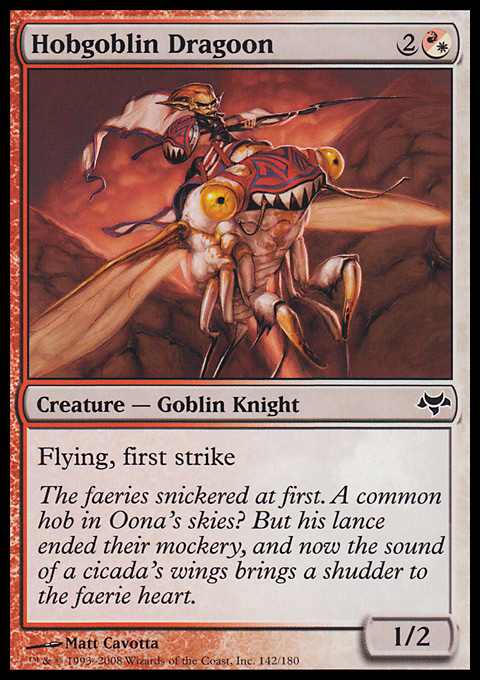 Hobgoblin Dragoon 2
Creature — Goblin Knight
Flying, first strike
The faeries snickered at first. A common
hob in Oona's skies? But his lance
ended their mockery, and now the sound
of a cicada's wings brings a shudder to
the faerie heart.
Matt Cavotta
1/2
™ & © 1993–2008 Wizards of the Coast, Inc. 142/180